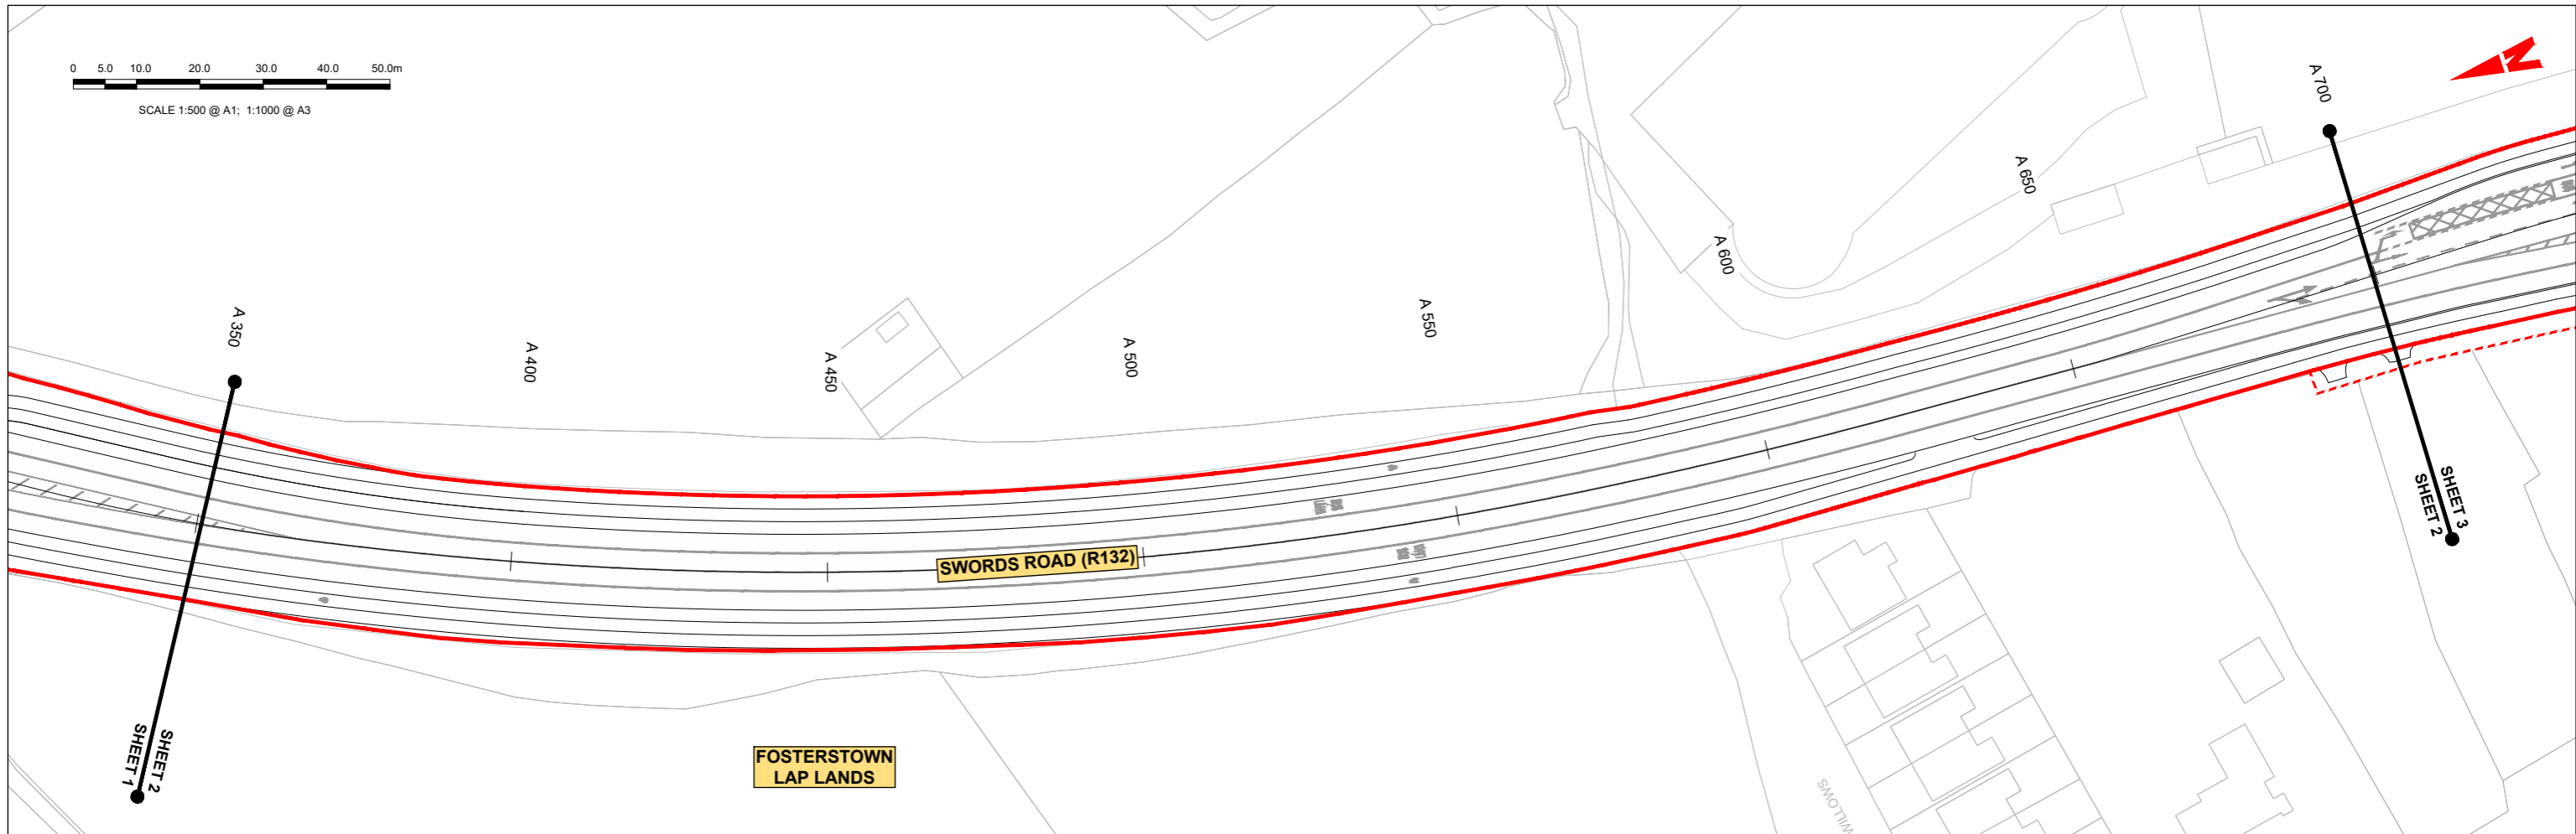 0 5.0 10.0 20.0 30.0 40.0 50.0m
SCALE 1:500 @ A1; 1:1000 @ A3
N
A 350
A 400
A 450
A 500
A 550
A 600
A 650
A 700
SWORDS ROAD (R132)
SHEET 3
SHEET 2
SHEET 2
SHEET 1
FOSTERSTOWN
LAP LANDS
WILLOWS